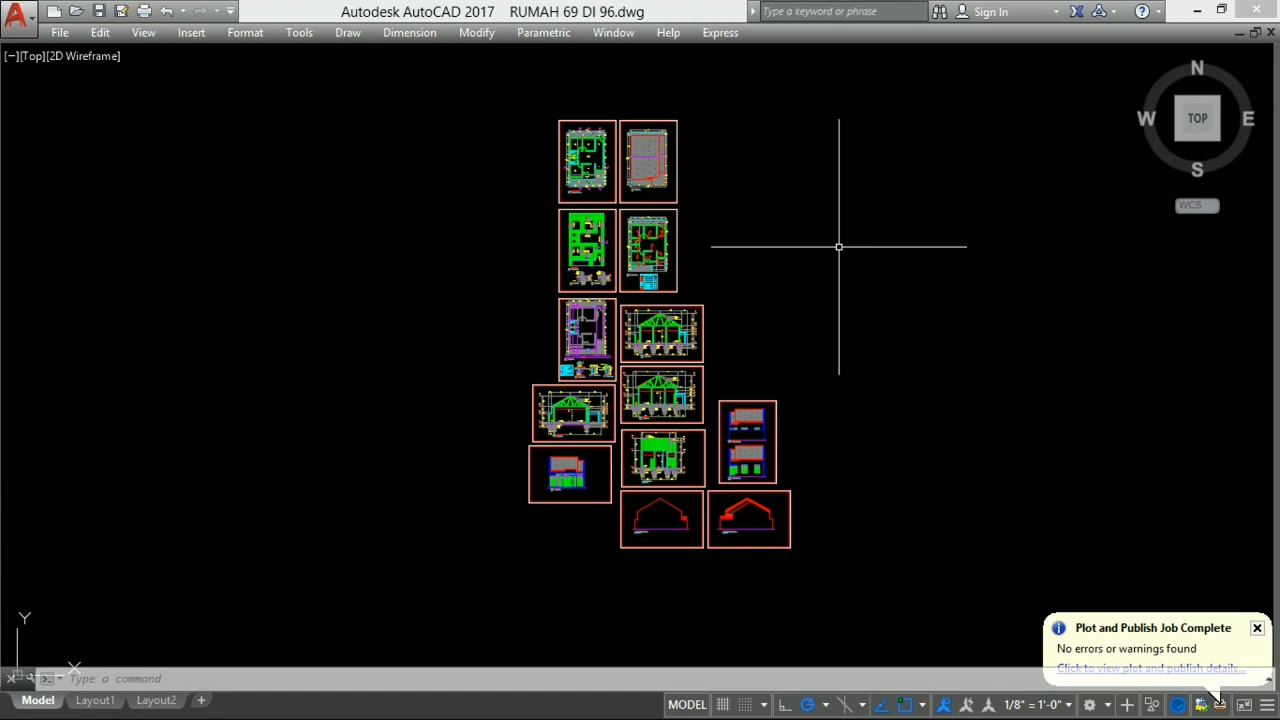 Autodesk AutoCAD 2017 RUMAH 69 DI 96.dwg
Type a keyword or phrase
Sign In
File Edit View Insert Format Tools Draw Dimension Modify Parametric Window Help Express
[−][Top][2D Wireframe]
N
W TOP E
S
WCS
Y
X
Plot and Publish Job Complete
No errors or warnings found
Click to view plot and publish details...
Type a command
Model Layout1 Layout2 +
MODEL 1/8" = 1'-0"